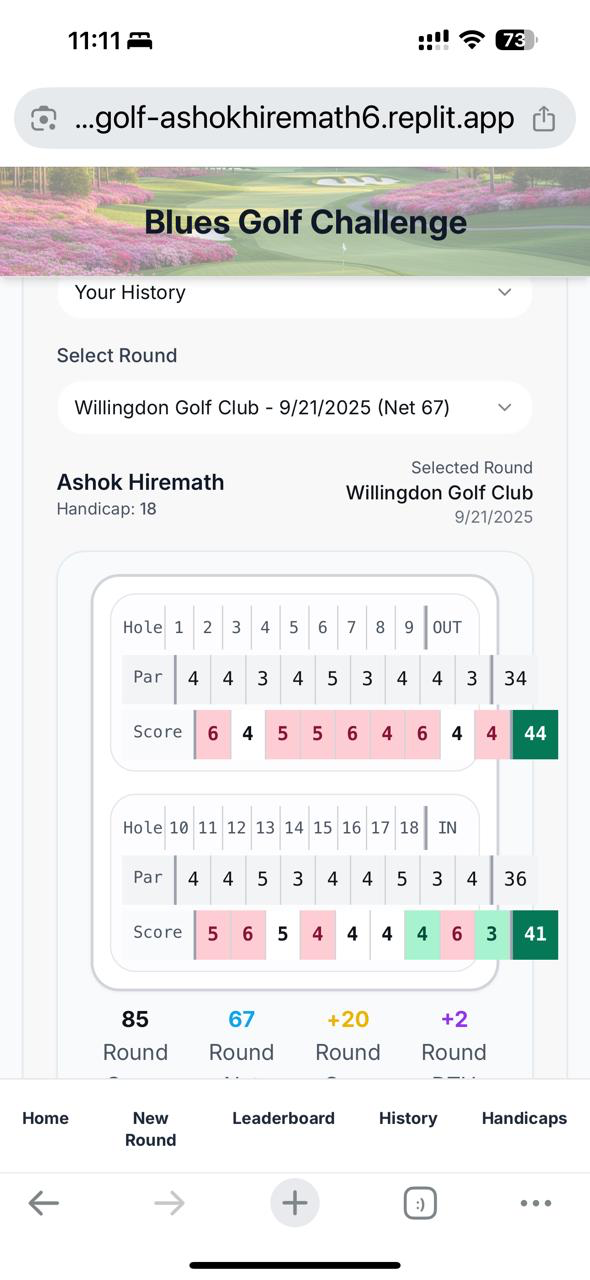 11:11
73
...golf-ashokhiremath6.replit.app
Blues Golf Challenge
Your History
Select Round
Willingdon Golf Club - 9/21/2025 (Net 67)
Ashok Hiremath
Handicap: 18
Selected Round
Willingdon Golf Club
9/21/2025
Hole 1 2 3 4 5 6 7 8 9 OUT
Par 4 4 3 4 5 3 4 4 3 34
Score 6 4 5 5 6 4 6 4 4 44
Hole 10 11 12 13 14 15 16 17 18 IN
Par 4 4 5 3 4 4 5 3 4 36
Score 5 6 5 4 4 4 4 6 3 41
85 67 +20 +2
Round Round Round Round
Home New Round Leaderboard History Handicaps
:)